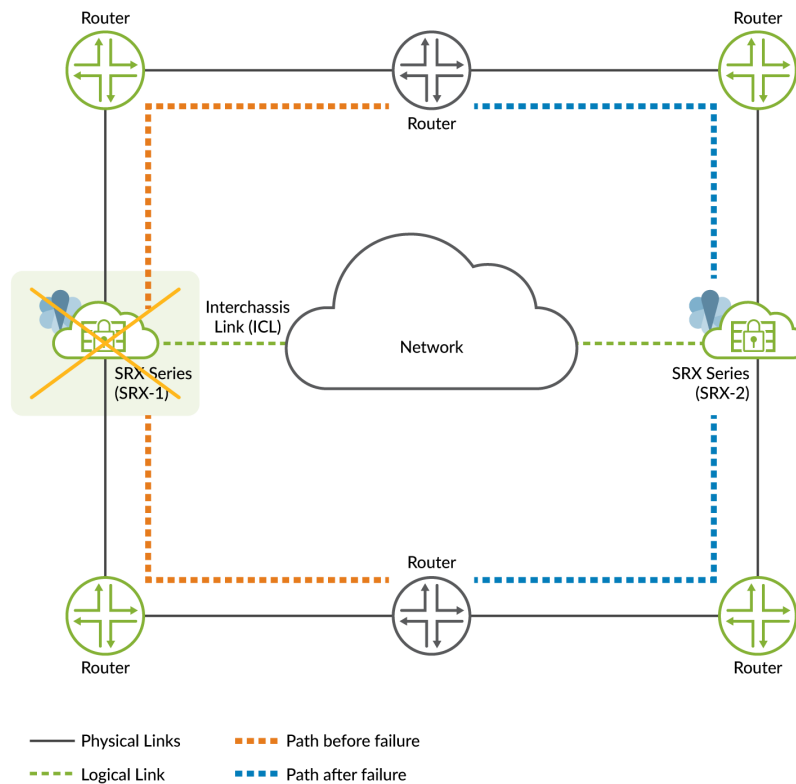 Router
Router
Router
Interchassis
Link (ICL)
Network
SRX Series
(SRX-1)
SRX Series
(SRX-2)
Router
Router
Router
Physical Links
Path before failure
Logical Link
Path after failure